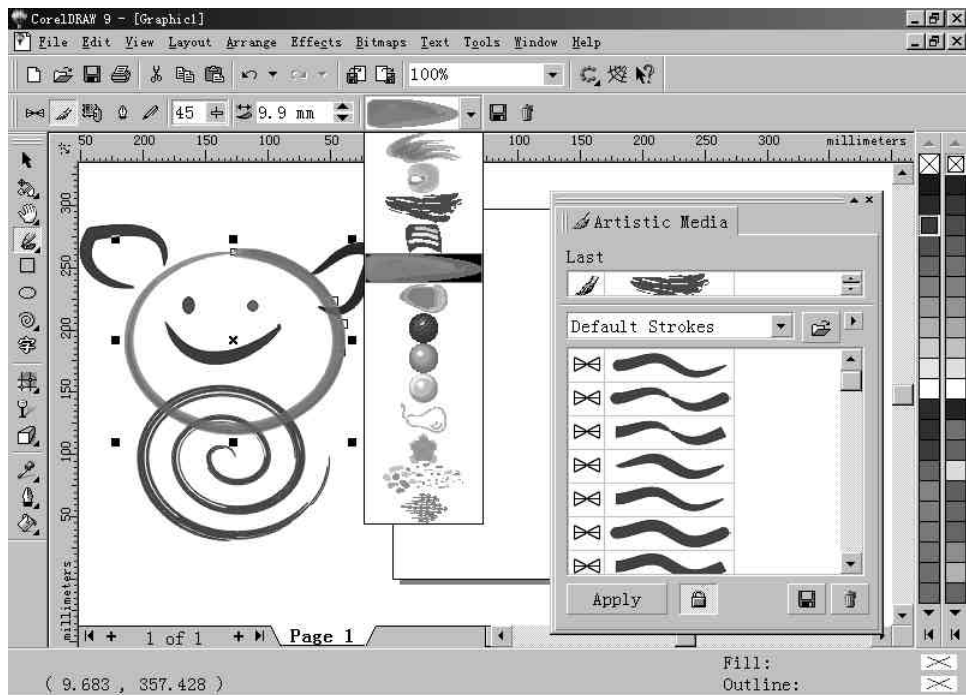 CorelDRAW 9 - [Graphic1]
File Edit View Layout Arrange Effects Bitmaps Text Tools Window Help
100%
45 9.9 mm
50 200 150 100 50 100 150 200 250 300 millimeters
300
250
200
150
100
50
millimeters
字
Artistic Media
Last
Default Strokes
Apply
1 of 1 Page 1
( 9.683 , 357.428 )
Fill:
Outline: